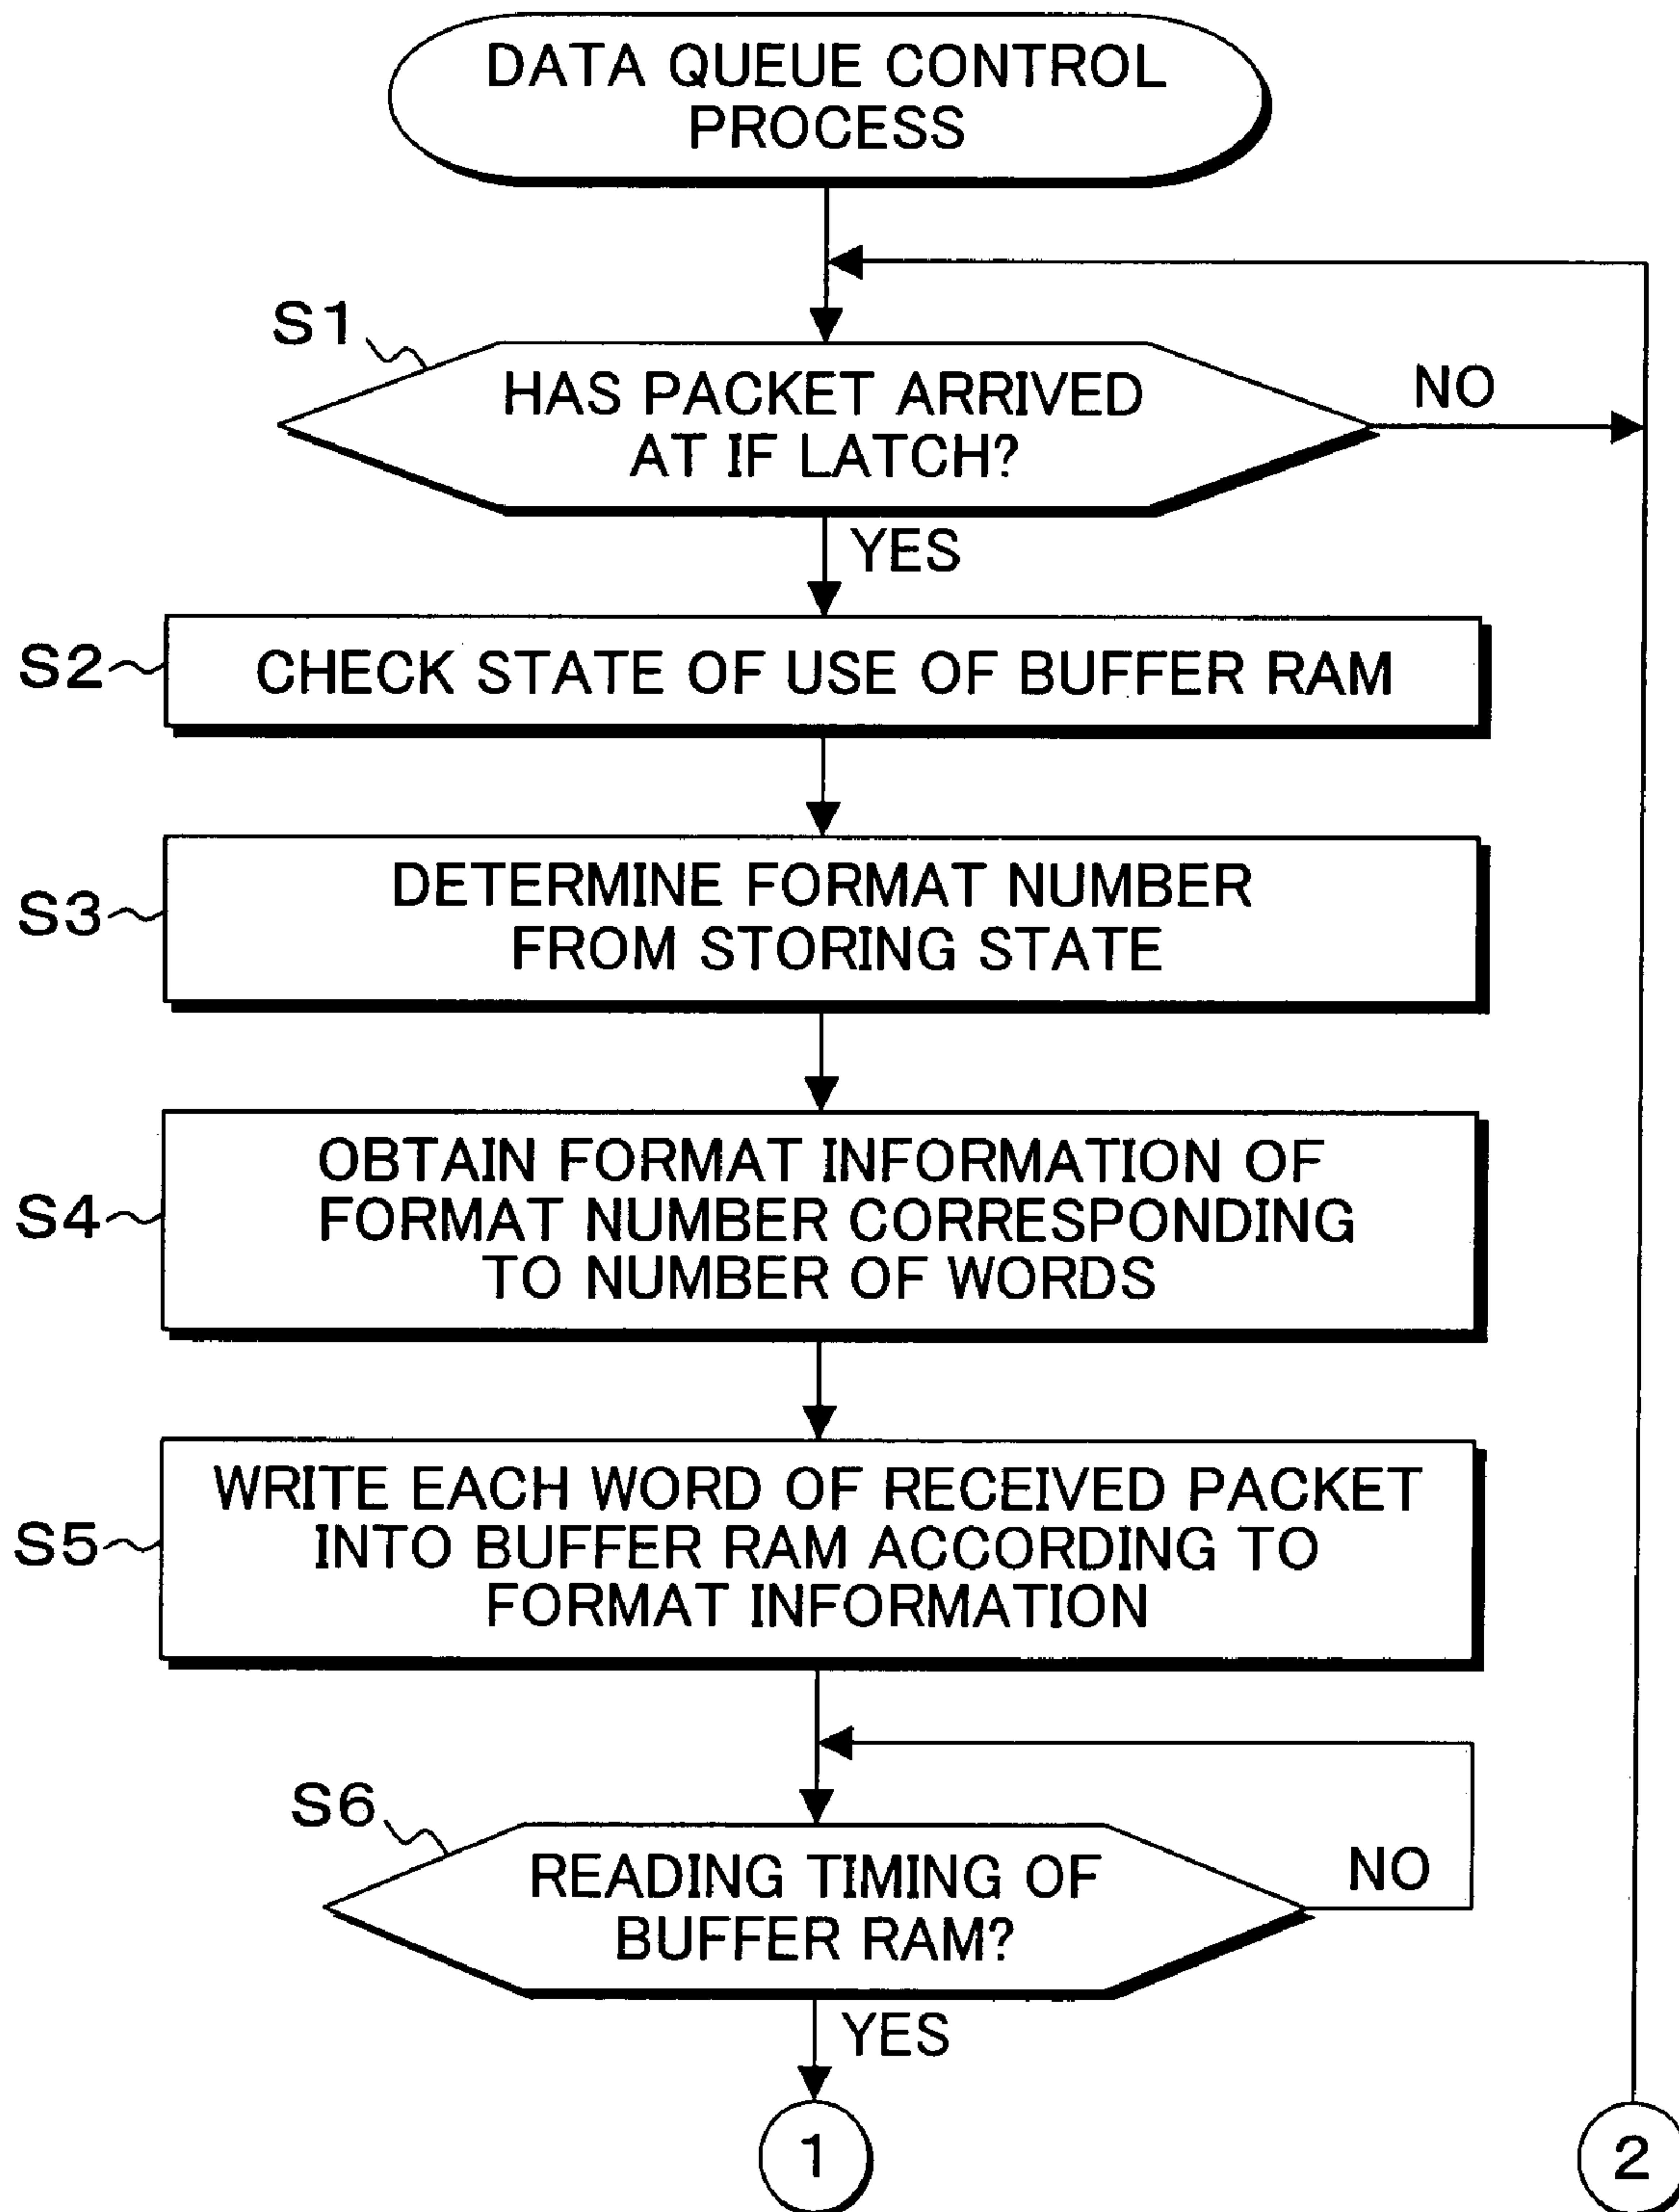 DATA QUEUE CONTROL
PROCESS
S1
HAS PACKET ARRIVED
AT IF LATCH?
NO
YES
S2
CHECK STATE OF USE OF BUFFER RAM
S3
DETERMINE FORMAT NUMBER
FROM STORING STATE
S4
OBTAIN FORMAT INFORMATION OF
FORMAT NUMBER CORRESPONDING
TO NUMBER OF WORDS
S5
WRITE EACH WORD OF RECEIVED PACKET
INTO BUFFER RAM ACCORDING TO
FORMAT INFORMATION
S6
READING TIMING OF
BUFFER RAM?
NO
YES
1
2